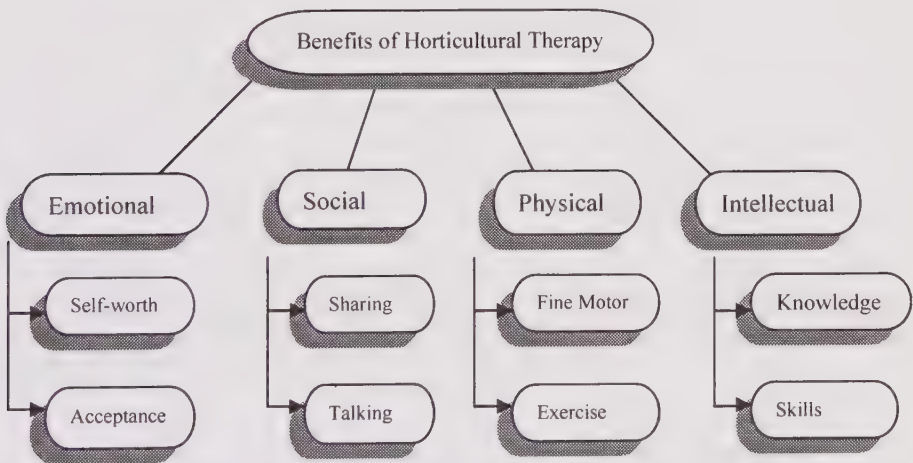 Benefits of Horticultural Therapy
Emotional
Social
Physical
Intellectual
Self-worth
Sharing
Fine Motor
Knowledge
Acceptance
Talking
Exercise
Skills